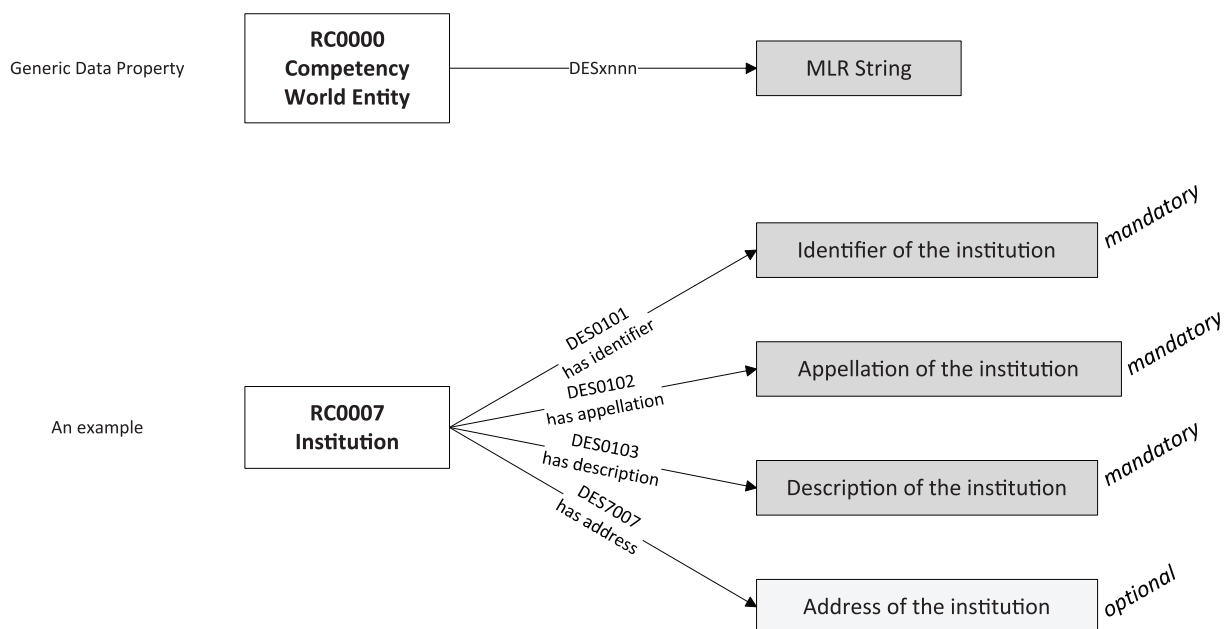 Generic Data Property
RC0000
Competency
World Entity
DESxnnn
MLR String
mandatory
Identifier of the institution
DES0101
has identifier
mandatory
Appellation of the institution
DES0102
has appellation
An example
RC0007
Institution
mandatory
DES0103
has description
Description of the institution
DES7007
has address
optional
Address of the institution